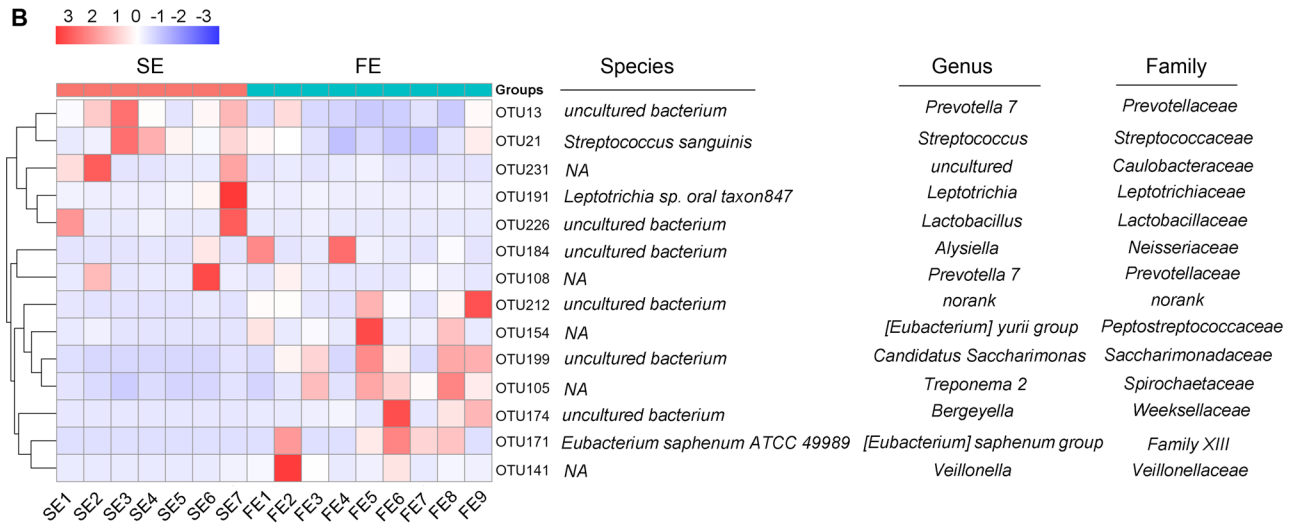 B
3 2 1 0 -1 -2 -3
SE FE Species Genus Family
Groups
OTU13 uncultured bacterium Prevotella 7 Prevotellaceae
OTU21 Streptococcus sanguinis Streptococcus Streptococcaceae
OTU231 NA uncultured Caulobacteraceae
OTU191 Leptotrichia sp. oral taxon847 Leptotrichia Leptotrichiaceae
OTU226 uncultured bacterium Lactobacillus Lactobacillaceae
OTU184 uncultured bacterium Alysiella Neisseriaceae
OTU108 NA Prevotella 7 Prevotellaceae
OTU212 uncultured bacterium norank norank
OTU154 NA [Eubacterium] yurii group Peptostreptococcaceae
OTU199 uncultured bacterium Candidatus Saccharimonas Saccharimonadaceae
OTU105 NA Treponema 2 Spirochaetaceae
OTU174 uncultured bacterium Bergeyella Weeksellaceae
OTU171 Eubacterium saphenum ATCC 49989 [Eubacterium] saphenum group Family XIII
OTU141 NA Veillonella Veillonellaceae
SE1 SE2 SE3 SE4 SE5 SE6 SE7 FE1 FE2 FE3 FE4 FE5 FE6 FE7 FE8 FE9